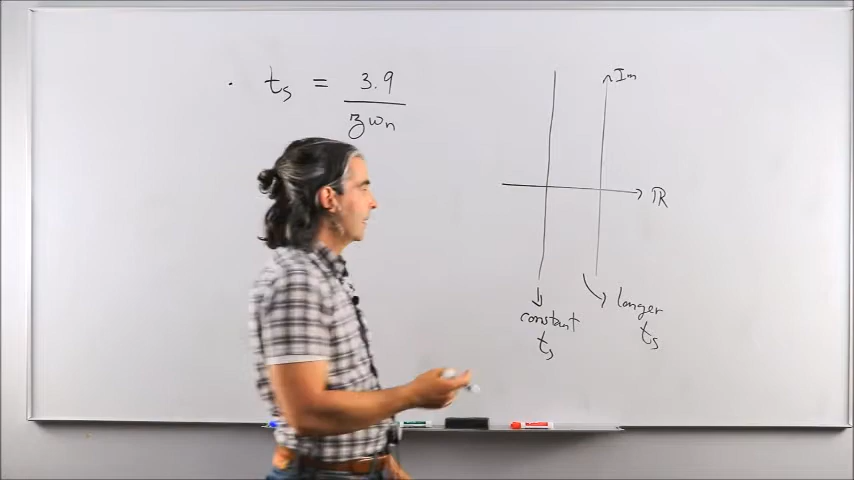 · ts = 3.9
ζωn
Im
ℝ
constant
ts
longer
ts